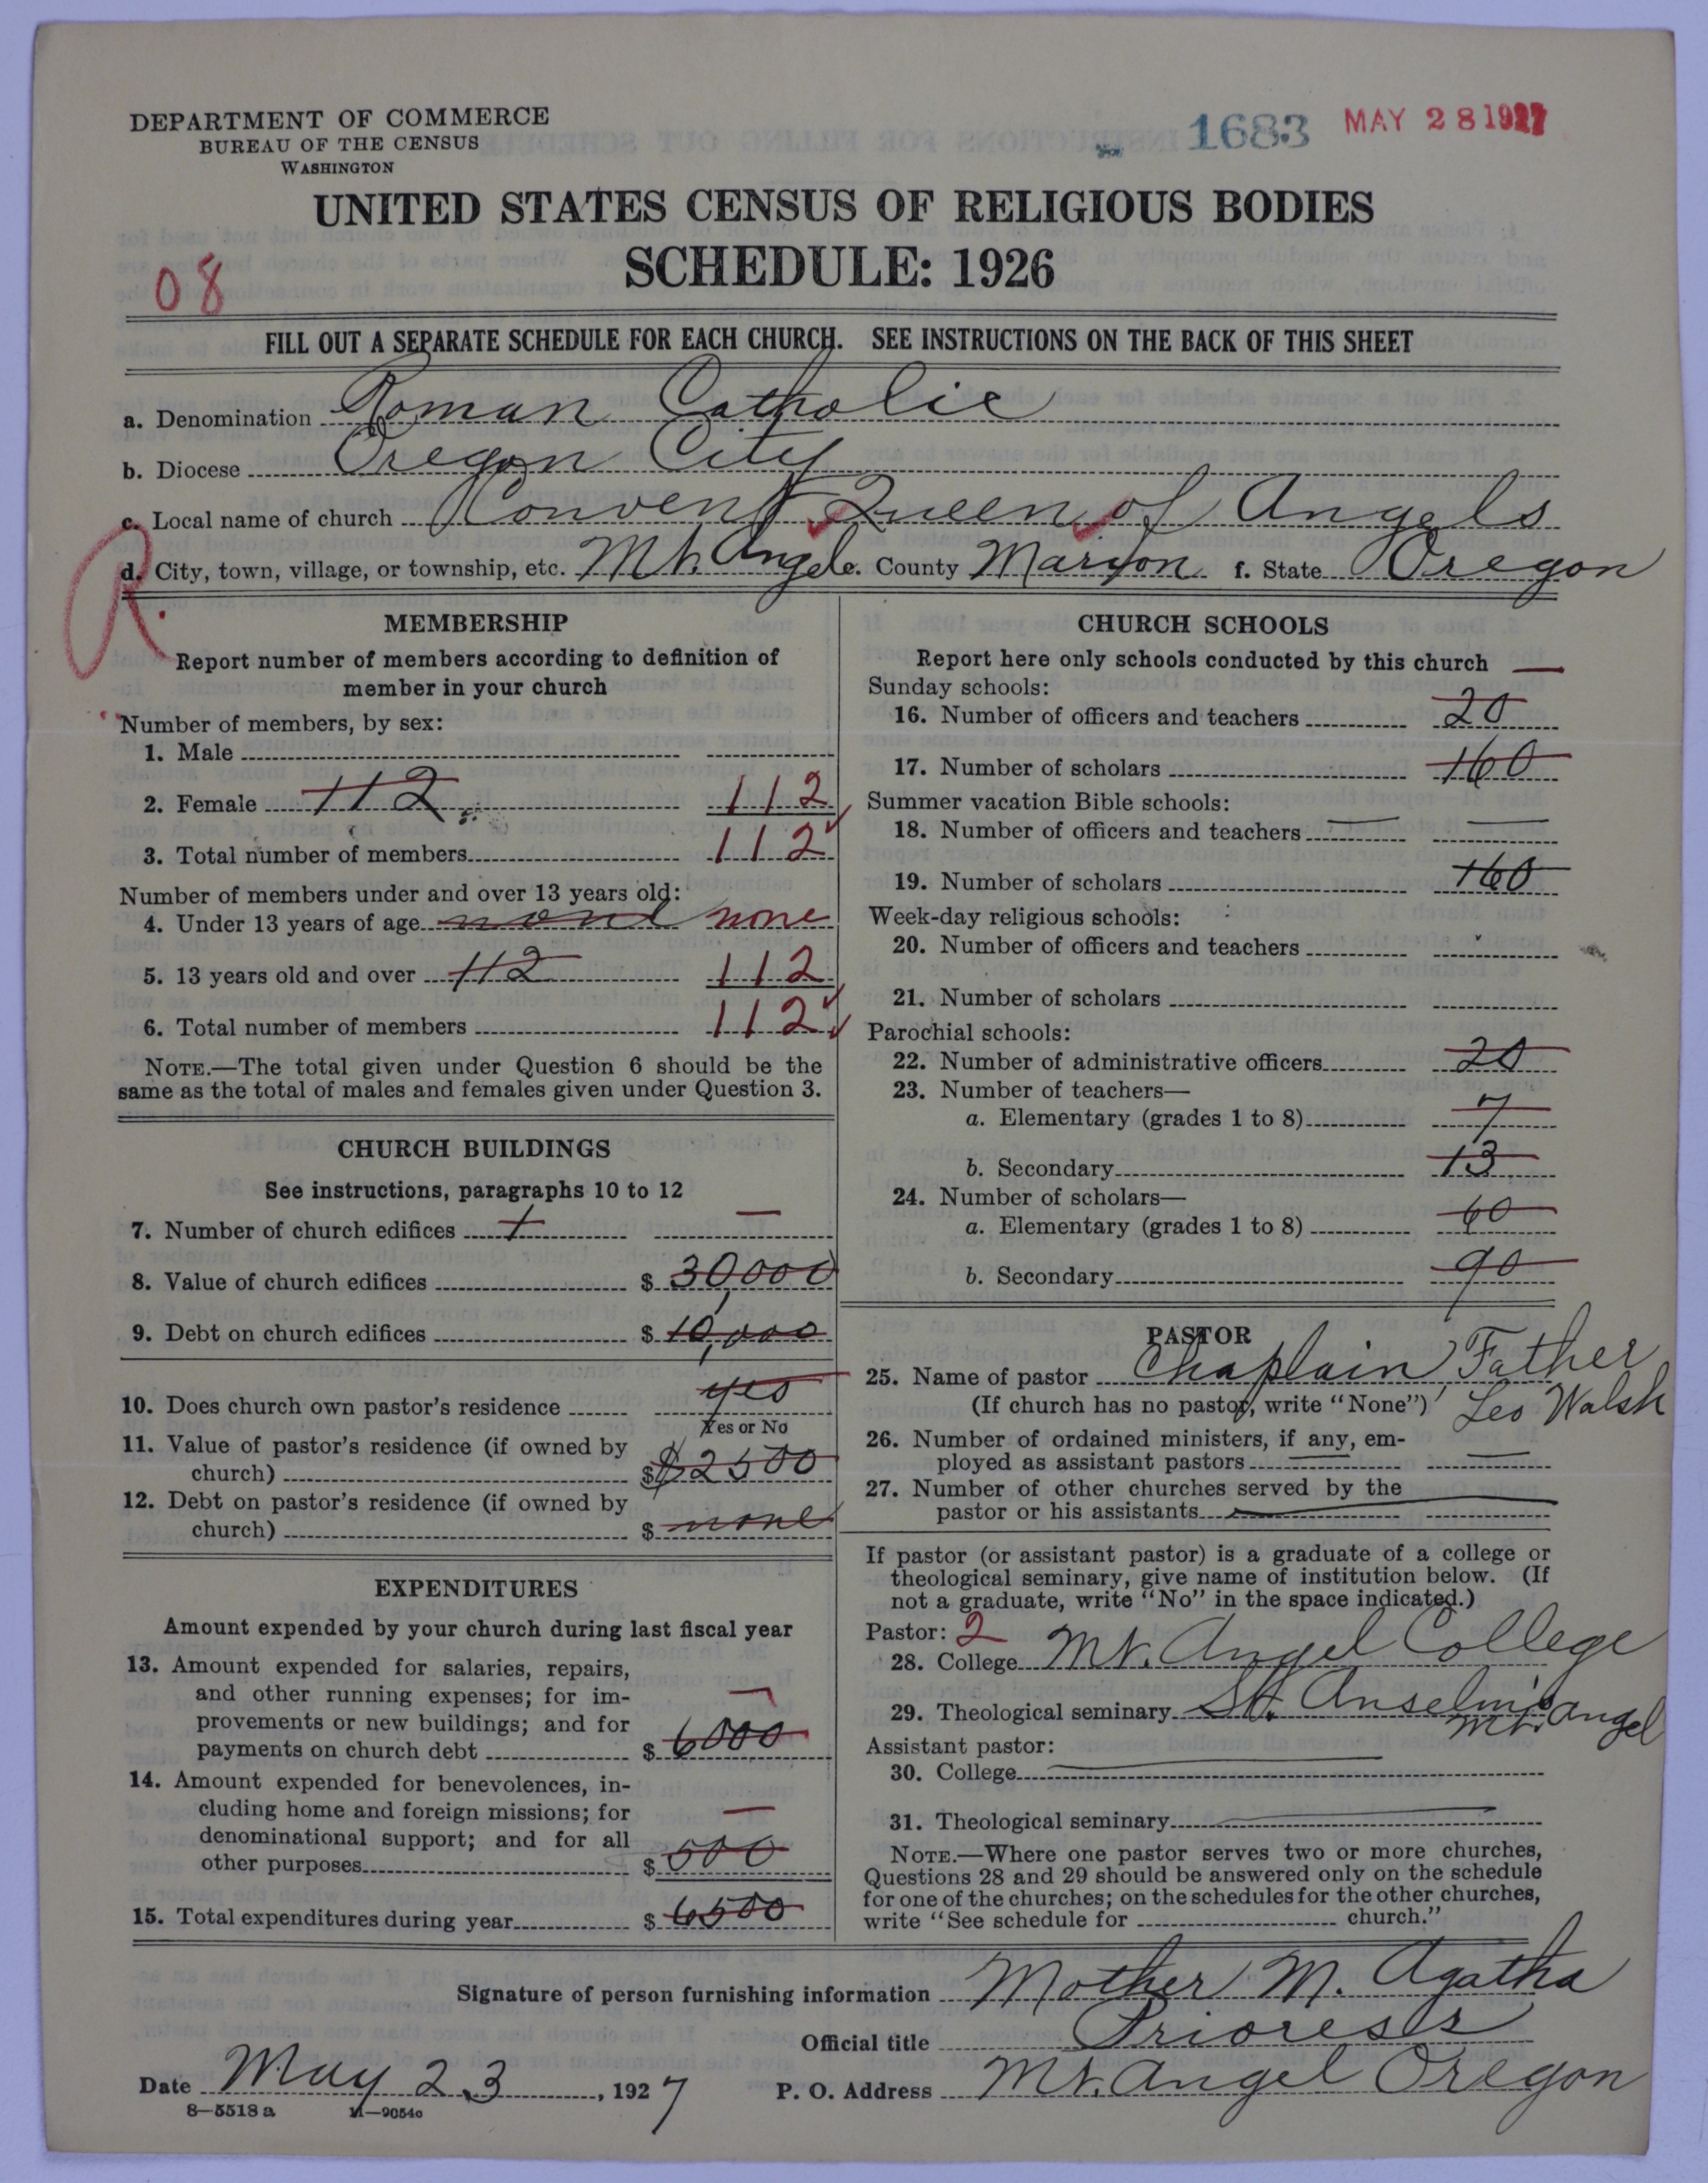 DEPARTMENT OF COMMERCE
BUREAU OF THE CENSUS
WASHINGTON
1683 MAY 28 1927
UNITED STATES CENSUS OF RELIGIOUS BODIES
SCHEDULE: 1926
08
FILL OUT A SEPARATE SCHEDULE FOR EACH CHURCH. SEE INSTRUCTIONS ON THE BACK OF THIS SHEET
a. Denomination Roman Catholic
b. Diocese Oregon City
c. Local name of church Convent Queen of Angels
d. City, town, village, or township, etc. Mt. Angel e. County Marion f. State Oregon
MEMBERSHIP
Report number of members according to definition of
member in your church
Number of members, by sex:
1. Male
2. Female 112 112
3. Total number of members 112
Number of members under and over 13 years old:
4. Under 13 years of age none none
5. 13 years old and over 112 112
6. Total number of members 112
NOTE.—The total given under Question 6 should be the
same as the total of males and females given under Question 3.
CHURCH BUILDINGS
See instructions, paragraphs 10 to 12
7. Number of church edifices 1 —
8. Value of church edifices $ 30,000
9. Debt on church edifices $ 10,000
10. Does church own pastor's residence yes
Yes or No
11. Value of pastor's residence (if owned by
church) $ $2500
12. Debt on pastor's residence (if owned by
church) $ none
EXPENDITURES
Amount expended by your church during last fiscal year
13. Amount expended for salaries, repairs,
and other running expenses; for im-
provements or new buildings; and for
payments on church debt $ 6000
14. Amount expended for benevolences, in-
cluding home and foreign missions; for
denominational support; and for all
other purposes $ 500
15. Total expenditures during year $ 6500
CHURCH SCHOOLS
Report here only schools conducted by this church —
Sunday schools:
16. Number of officers and teachers 20
17. Number of scholars 160
Summer vacation Bible schools:
18. Number of officers and teachers —
19. Number of scholars 160
Week-day religious schools:
20. Number of officers and teachers
21. Number of scholars
Parochial schools:
22. Number of administrative officers 20
23. Number of teachers—
a. Elementary (grades 1 to 8) 7
b. Secondary 13
24. Number of scholars—
a. Elementary (grades 1 to 8) 60
b. Secondary 90
PASTOR
25. Name of pastor Chaplain Father
(If church has no pastor, write "None") Leo Walsh
26. Number of ordained ministers, if any, em-
ployed as assistant pastors —
27. Number of other churches served by the
pastor or his assistants —
If pastor (or assistant pastor) is a graduate of a college or
theological seminary, give name of institution below. (If
not a graduate, write "No" in the space indicated.)
Pastor: 2
28. College Mt. Angel College
29. Theological seminary St. Anselm's
Mt. Angel
Assistant pastor:
30. College
31. Theological seminary
NOTE.—Where one pastor serves two or more churches,
Questions 28 and 29 should be answered only on the schedule
for one of the churches; on the schedules for the other churches,
write "See schedule for church."
Signature of person furnishing information Mother M. Agatha
Official title Prioress
Date May 23, 1927 P. O. Address Mt. Angel Oregon
8—5518 a 11—9054c